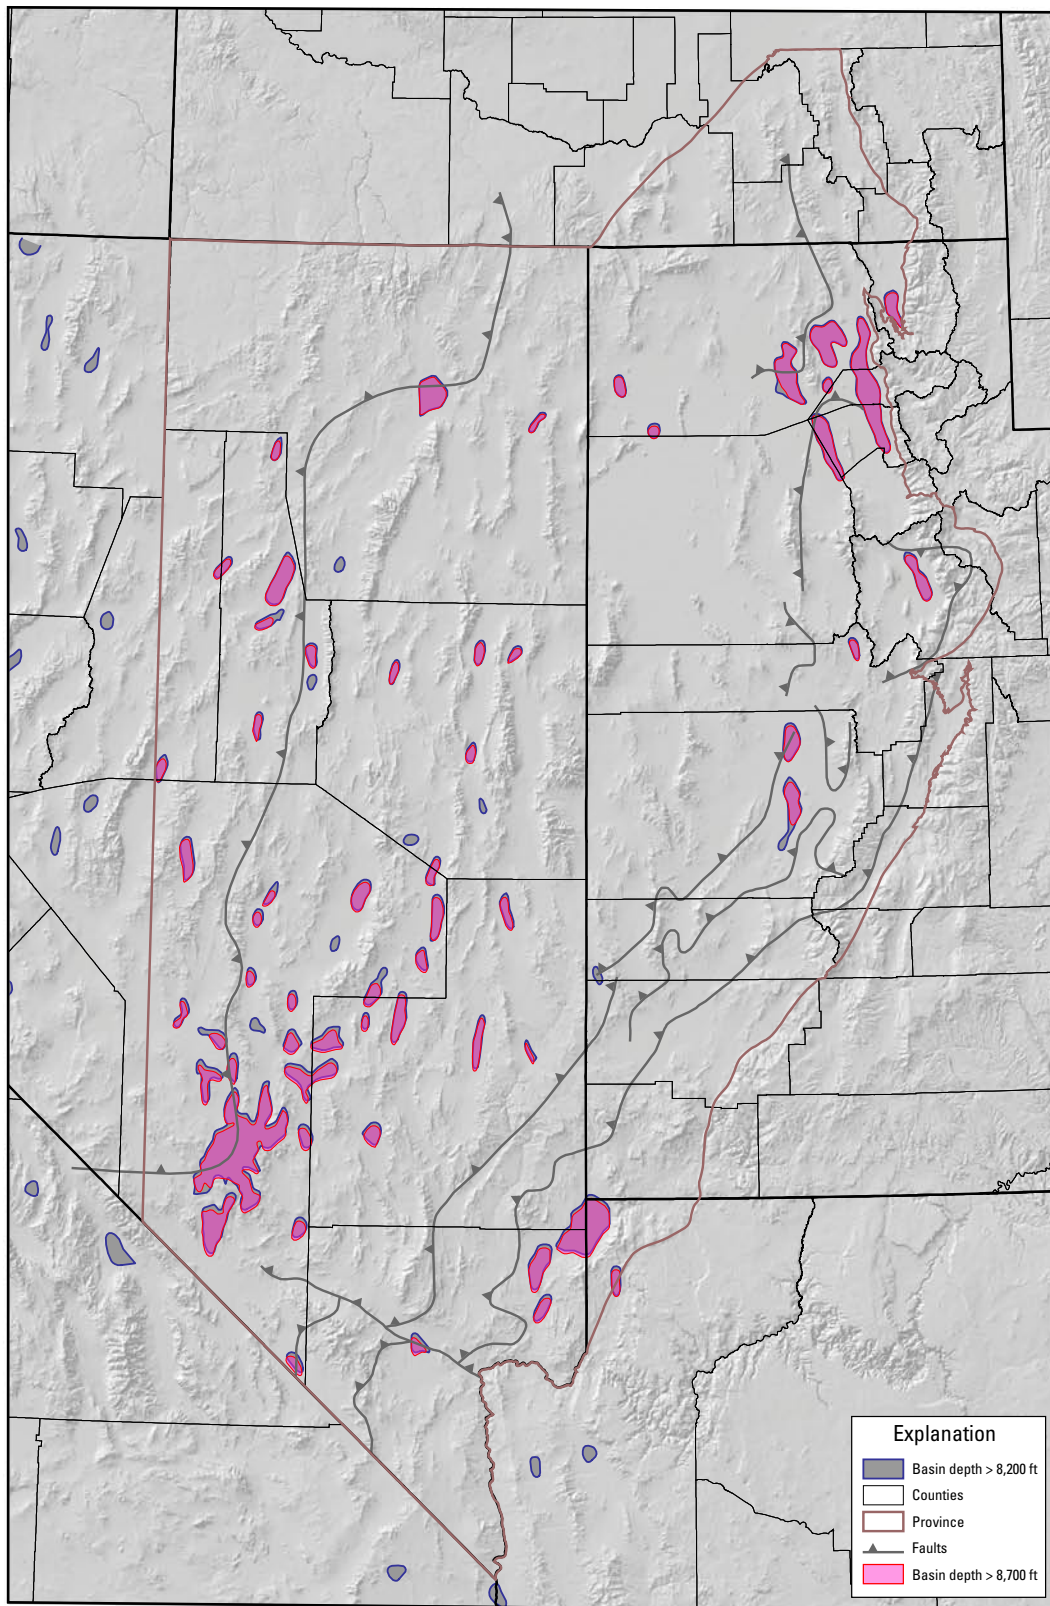 Explanation
Basin depth > 8,200 ft
Counties
Province
Faults
Basin depth > 8,700 ft